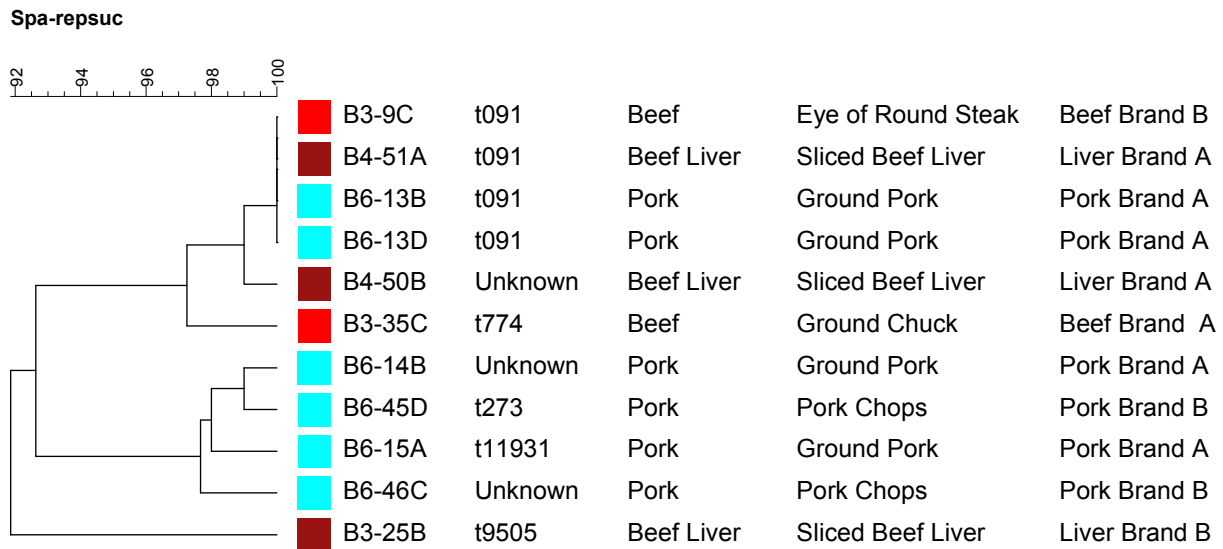 Spa-repsuc
92 94 96 98 100
B3-9C t091 Beef Eye of Round Steak Beef Brand B
B4-51A t091 Beef Liver Sliced Beef Liver Liver Brand A
B6-13B t091 Pork Ground Pork Pork Brand A
B6-13D t091 Pork Ground Pork Pork Brand A
B4-50B Unknown Beef Liver Sliced Beef Liver Liver Brand A
B3-35C t774 Beef Ground Chuck Beef Brand A
B6-14B Unknown Pork Ground Pork Pork Brand A
B6-45D t273 Pork Pork Chops Pork Brand B
B6-15A t11931 Pork Ground Pork Pork Brand A
B6-46C Unknown Pork Pork Chops Pork Brand B
B3-25B t9505 Beef Liver Sliced Beef Liver Liver Brand B